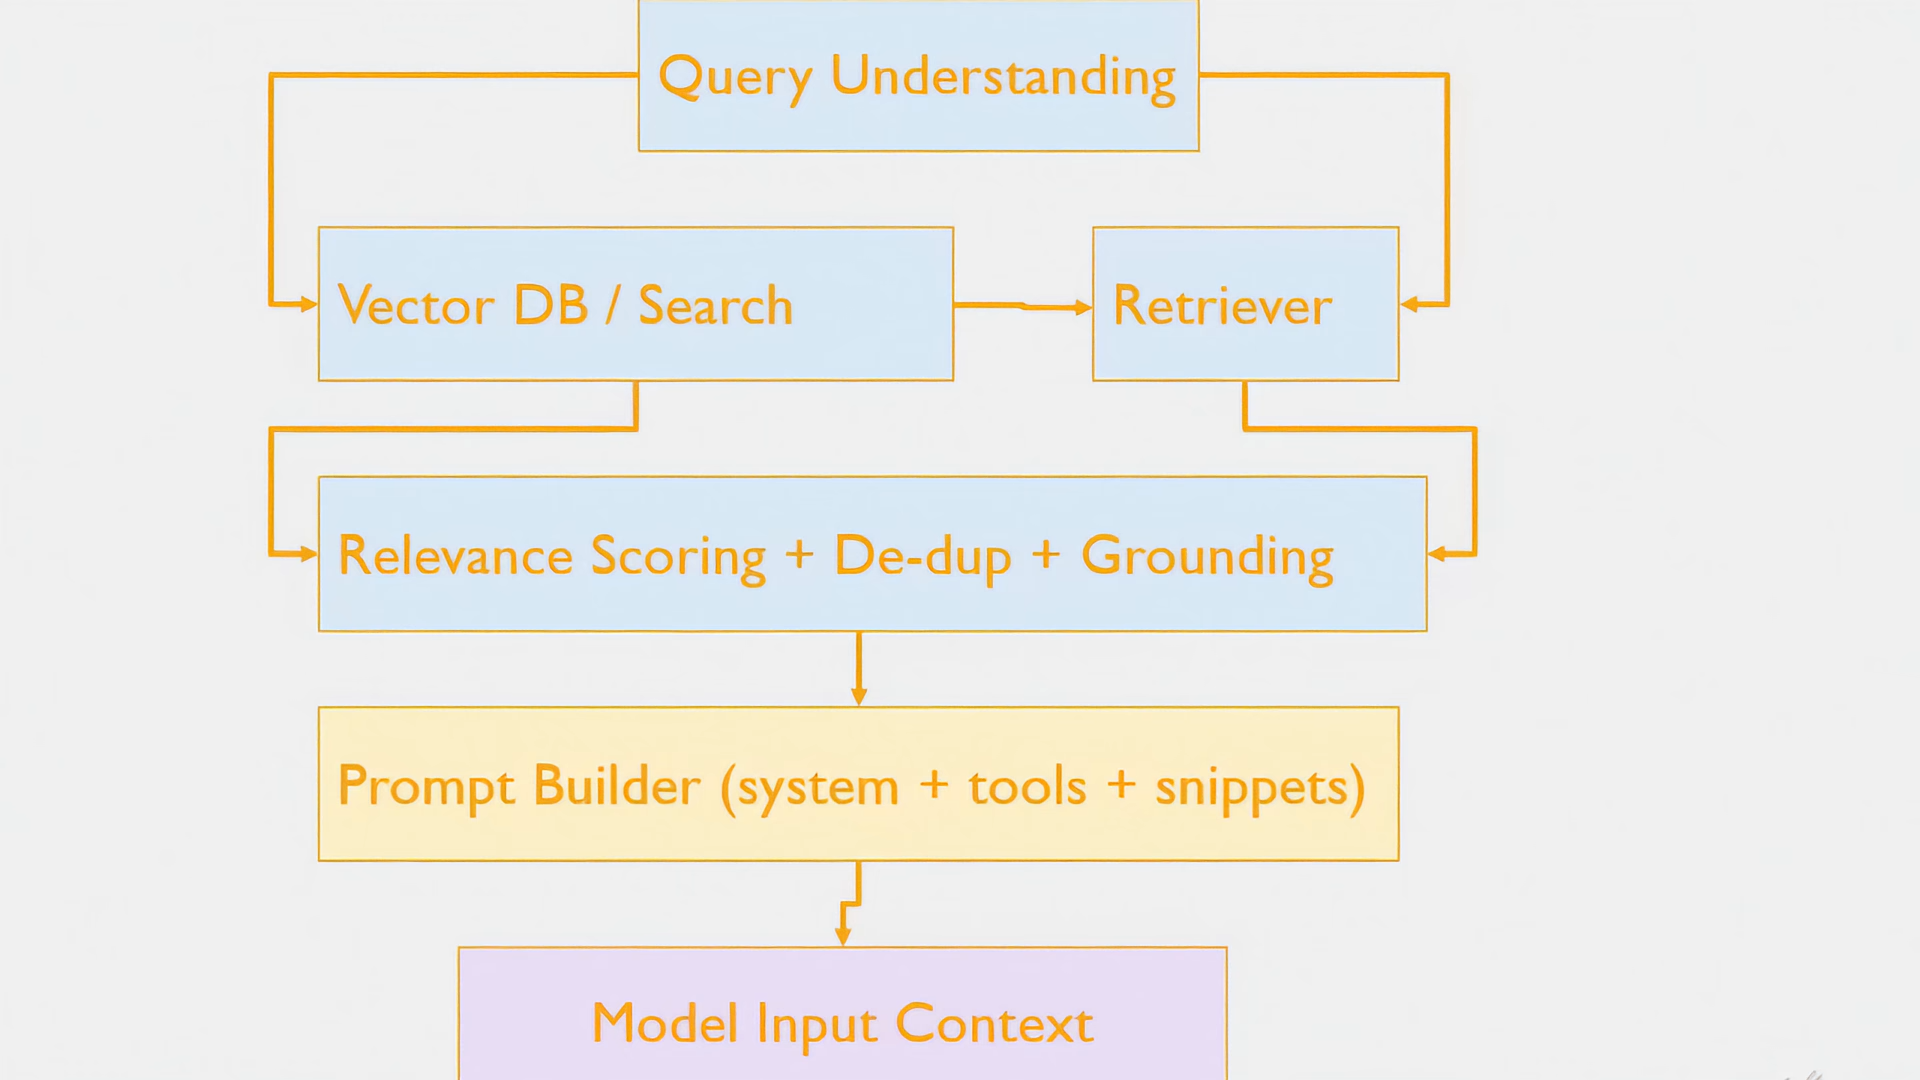 Query Understanding
Vector DB / Search
Retriever
Relevance Scoring + De-dup + Grounding
Prompt Builder (system + tools + snippets)
Model Input Context